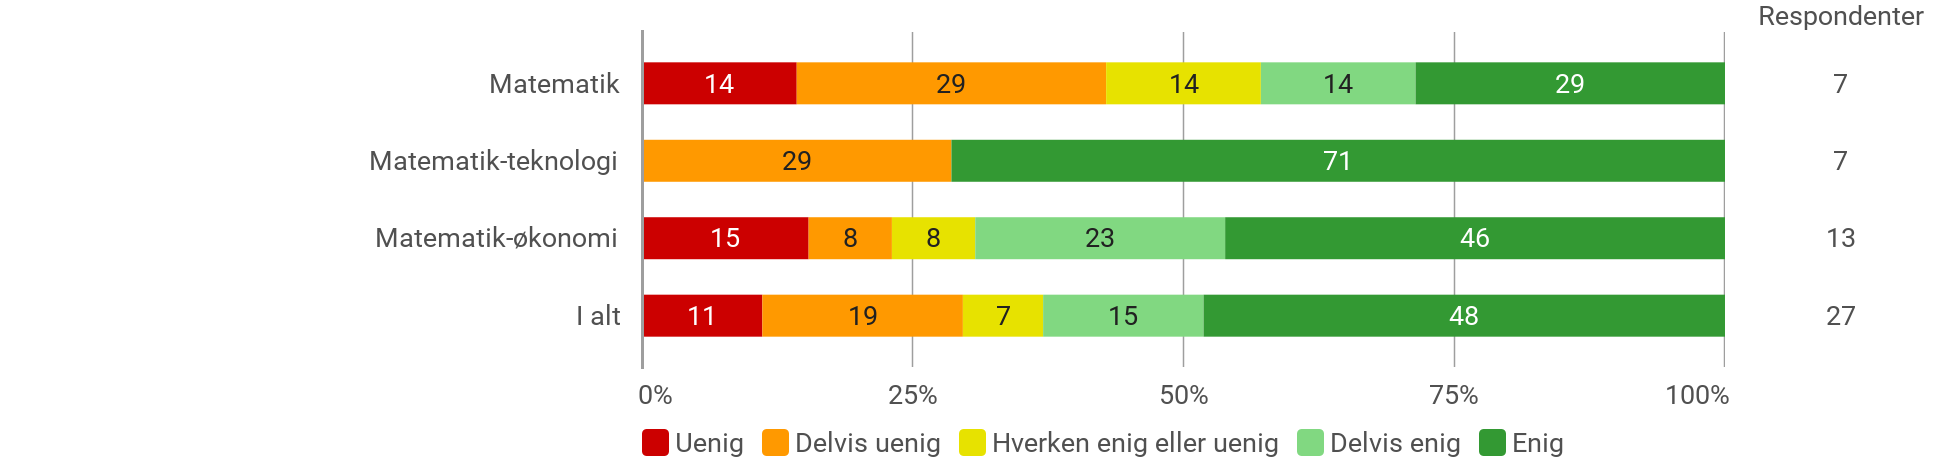 Respondenter
Matematik 14 29 14 14 29 7
Matematik-teknologi 29 71 7
Matematik-økonomi 15 8 8 23 46 13
I alt 11 19 7 15 48 27
0% 25% 50% 75% 100%
Uenig Delvis uenig Hverken enig eller uenig Delvis enig Enig